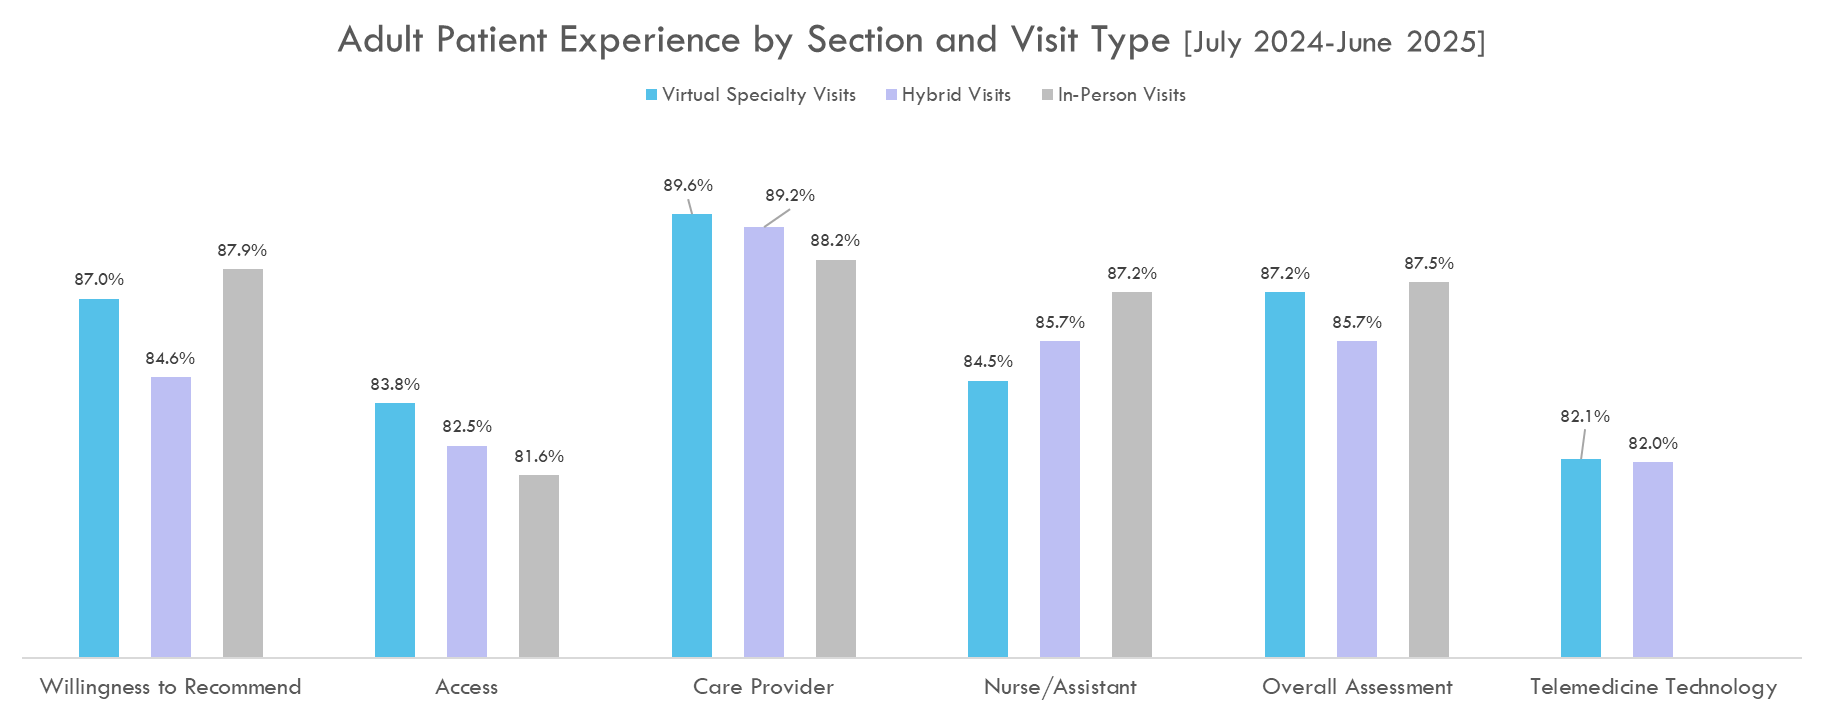 Adult Patient Experience by Section and Visit Type [July 2024-June 2025]
Virtual Specialty Visits Hybrid Visits In-Person Visits
87.0% 84.6% 87.9%
83.8% 82.5% 81.6%
89.6% 89.2% 88.2%
84.5% 85.7% 87.2%
87.2% 85.7% 87.5%
82.1% 82.0%
Willingness to Recommend Access Care Provider Nurse/Assistant Overall Assessment Telemedicine Technology